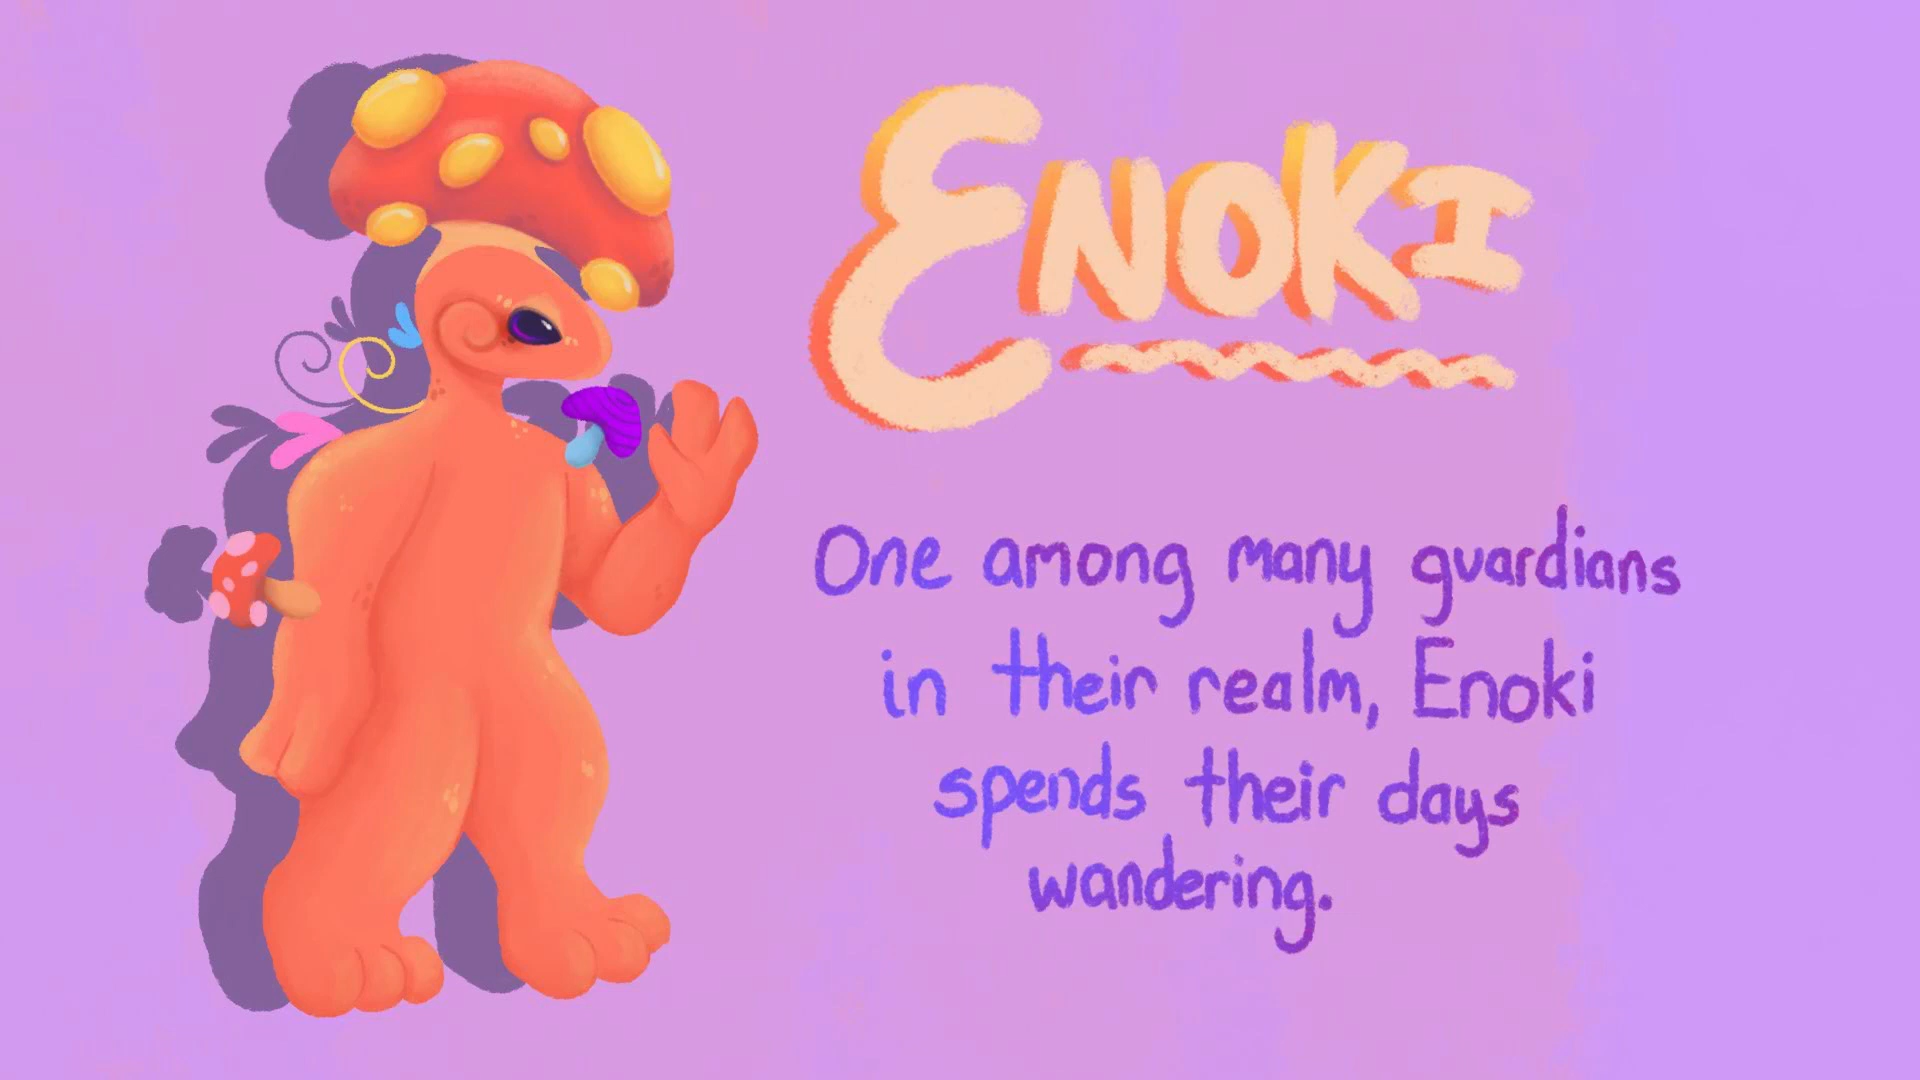 ENOKI
One among many guardians
in their realm, Enoki
spends their days
wandering.